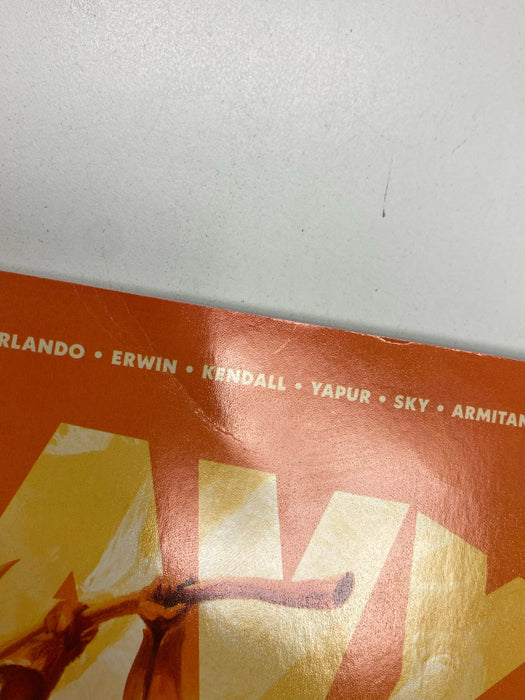 RLANDO • ERWIN • KENDALL • YAPUR • SKY • ARMITAN